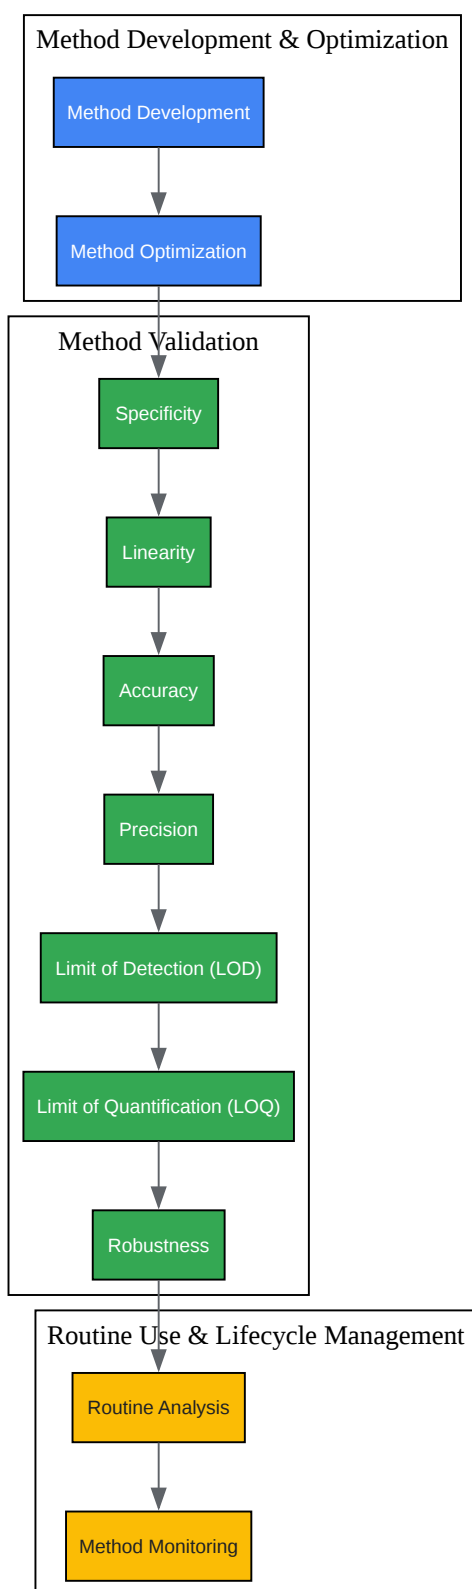 Method Development & Optimization
Method Development
Method Optimization
Method Validation
Specificity
Linearity
Accuracy
Precision
Limit of Detection (LOD)
Limit of Quantification (LOQ)
Robustness
Routine Use & Lifecycle Management
Routine Analysis
Method Monitoring